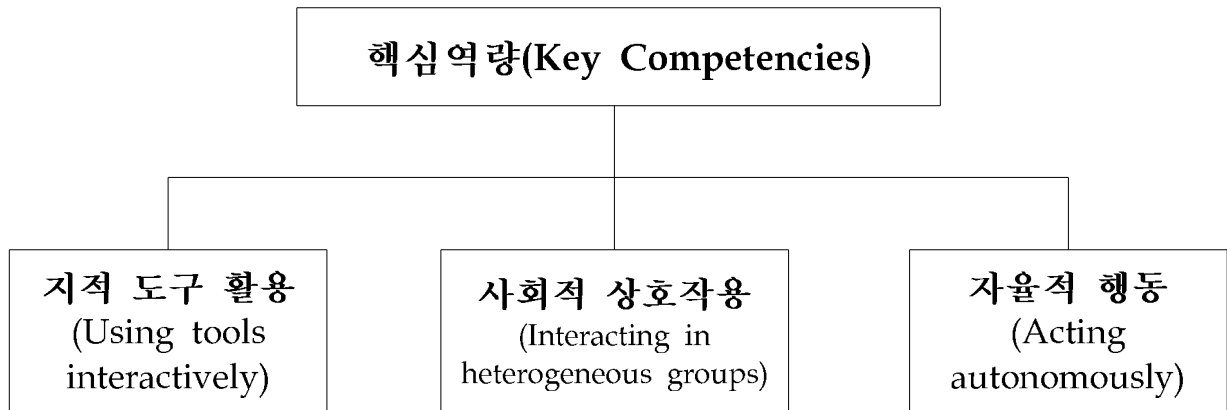 핵심역량(Key Competencies)
지적 도구 활용
(Using tools
interactively)
사회적 상호작용
(Interacting in
heterogeneous groups)
자율적 행동
(Acting
autonomously)